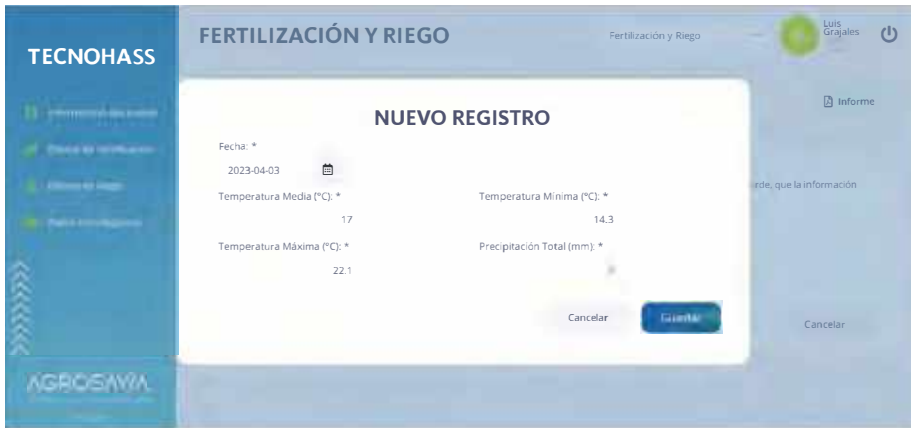 TECNOHASS
FERTILIZACIÓN Y RIEGO
Fertilización y Riego
Luis
Grajales
Informe
NUEVO REGISTRO
Fecha: *
2023-04-03
Temperatura Media (°C): *
Temperatura Mínima (°C): *
17
14.3
Temperatura Máxima (°C): *
Precipitación Total (mm): *
22.1
rde, que la información
Cancelar
Guardar
Cancelar
AGROSAVIA